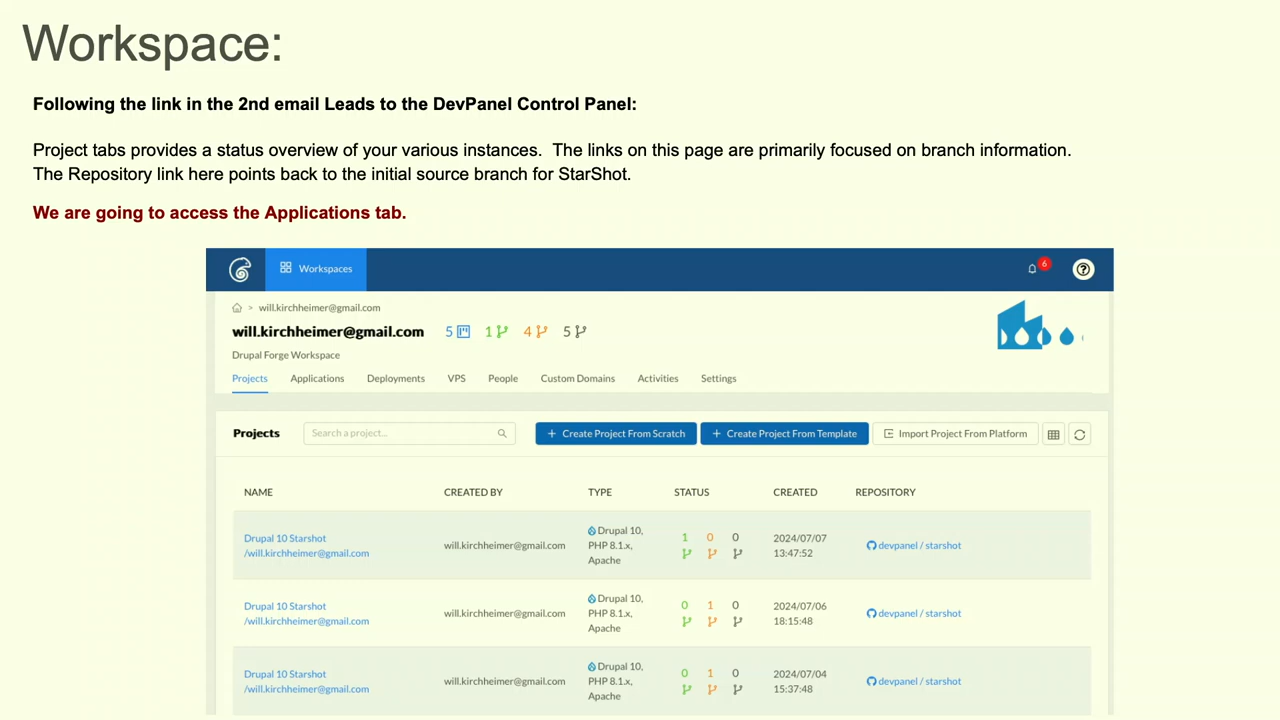 Workspace:
Following the link in the 2nd email Leads to the DevPanel Control Panel:
Project tabs provides a status overview of your various instances.  The links on this page are primarily focused on branch information.
The Repository link here points back to the initial source branch for StarShot.
We are going to access the Applications tab.
Workspaces 6 ?
> will.kirchheimer@gmail.com
will.kirchheimer@gmail.com 5 1 4 5
Drupal Forge Workspace
Projects Applications Deployments VPS People Custom Domains Activities Settings
Projects Search a project... + Create Project From Scratch + Create Project From Template Import Project From Platform
NAME CREATED BY TYPE STATUS CREATED REPOSITORY
Drupal 10 Starshot
/will.kirchheimer@gmail.com
will.kirchheimer@gmail.com
Drupal 10,
PHP 8.1.x,
Apache
1 0 0
2024/07/07
13:47:52
devpanel / starshot
Drupal 10 Starshot
/will.kirchheimer@gmail.com
will.kirchheimer@gmail.com
Drupal 10,
PHP 8.1.x,
Apache
0 1 0
2024/07/06
18:15:48
devpanel / starshot
Drupal 10 Starshot
/will.kirchheimer@gmail.com
will.kirchheimer@gmail.com
Drupal 10,
PHP 8.1.x,
Apache
0 1 0
2024/07/04
15:37:48
devpanel / starshot